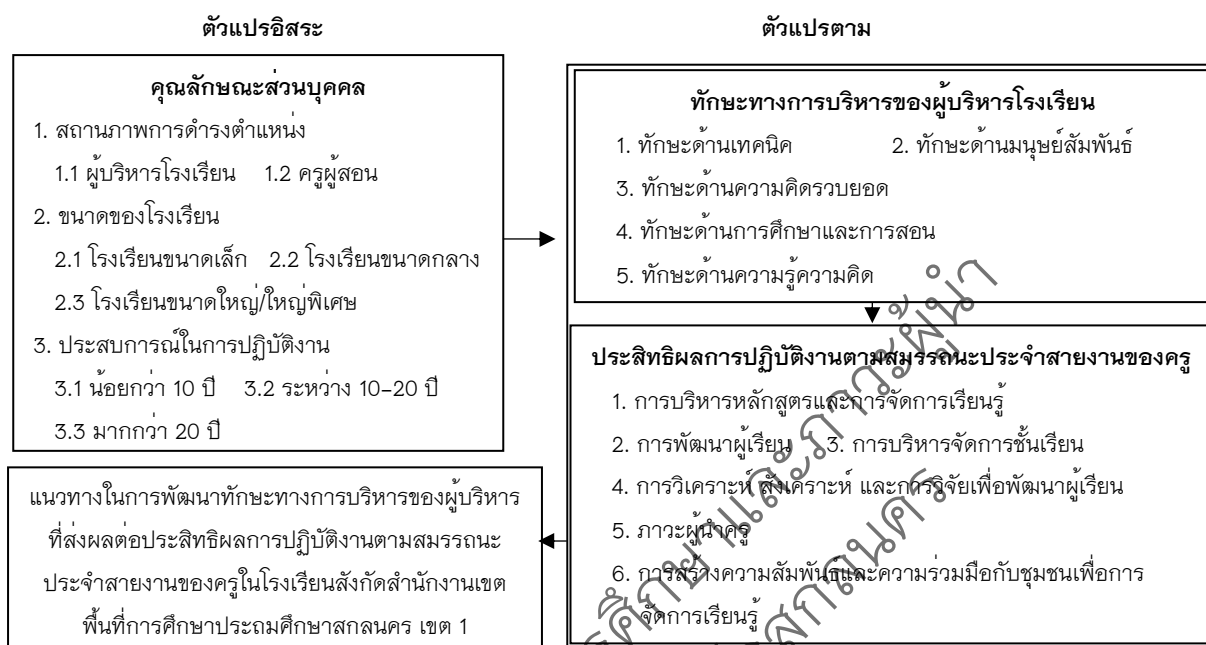 ตัวแปรอิสระ
คุณลักษณะส่วนบุคคล
1. สถานภาพการดำรงตำแหน่ง
1.1 ผู้บริหารโรงเรียน 1.2 ครูผู้สอน
2. ขนาดของโรงเรียน
2.1 โรงเรียนขนาดเล็ก 2.2 โรงเรียนขนาดกลาง
2.3 โรงเรียนขนาดใหญ่/ใหญ่พิเศษ
3. ประสบการณ์ในการปฏิบัติงาน
3.1 น้อยกว่า 10 ปี 3.2 ระหว่าง 10–20 ปี
3.3 มากกว่า 20 ปี
ตัวแปรตาม
ทักษะทางการบริหารของผู้บริหารโรงเรียน
1. ทักษะด้านเทคนิค 2. ทักษะด้านมนุษย์สัมพันธ์
3. ทักษะด้านความคิดรวบยอด
4. ทักษะด้านการศึกษาและการสอน
5. ทักษะด้านความรู้ความคิด
ประสิทธิผลการปฏิบัติงานตามสมรรถนะประจำสายงานของครู
1. การบริหารหลักสูตรและการจัดการเรียนรู้
2. การพัฒนาผู้เรียน 3. การบริหารจัดการชั้นเรียน
4. การวิเคราะห์ สังเคราะห์ และการวิจัยเพื่อพัฒนาผู้เรียน
5. ภาวะผู้นำครู
6. การสร้างความสัมพันธ์และความร่วมมือกับชุมชนเพื่อการ
จัดการเรียนรู้
แนวทางในการพัฒนาทักษะทางการบริหารของผู้บริหาร
ที่ส่งผลต่อประสิทธิผลการปฏิบัติงานตามสมรรถนะ
ประจำสายงานของครูในโรงเรียนสังกัดสำนักงานเขต
พื้นที่การศึกษาประถมศึกษาสกลนคร เขต 1
ศึกษาและภาวะผู้นำ
สกลนคร